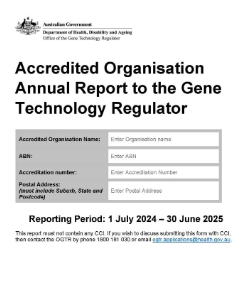 Australian Government
Department of Health, Disability and Ageing
Office of the Gene Technology Regulator
Accredited Organisation
Annual Report to the Gene
Technology Regulator
Accredited Organisation Name: Enter Organisation name
ABN: Enter ABN
Accreditation number: Enter Accreditation Number
Postal Address:
(must include Suburb, State and
Postcode)
Enter Postal Address
Reporting Period: 1 July 2024 – 30 June 2025
This report must not contain any CCI. If you wish to discuss submitting this form with CCI,
then contact the OGTR by phone 1800 181 030 or email ogtr.applications@health.gov.au.